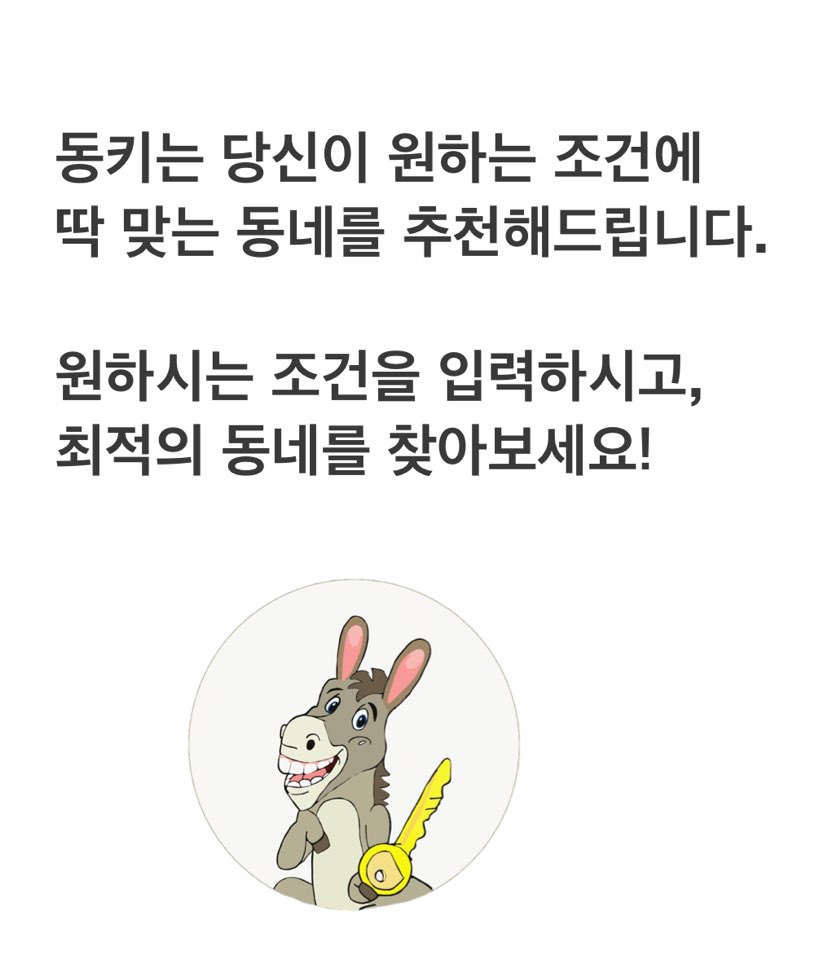 동키는 당신이 원하는 조건에
딱 맞는 동네를 추천해드립니다.
원하시는 조건을 입력하시고,
최적의 동네를 찾아보세요!